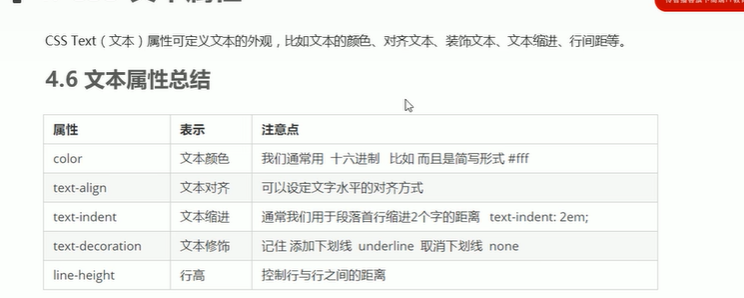 CSS Text（文本）属性可定义文本的外观，比如文本的颜色、对齐文本、装饰文本、文本缩进、行间距等。
4.6 文本属性总结
属性 表示 注意点
color 文本颜色 我们通常用 十六进制 比如 而且是简写形式 #fff
text-align 文本对齐 可以设定文字水平的对齐方式
text-indent 文本缩进 通常我们用于段落首行缩进2个字的距离 text-indent: 2em;
text-decoration 文本修饰 记住 添加下划线 underline 取消下划线 none
line-height 行高 控制行与行之间的距离